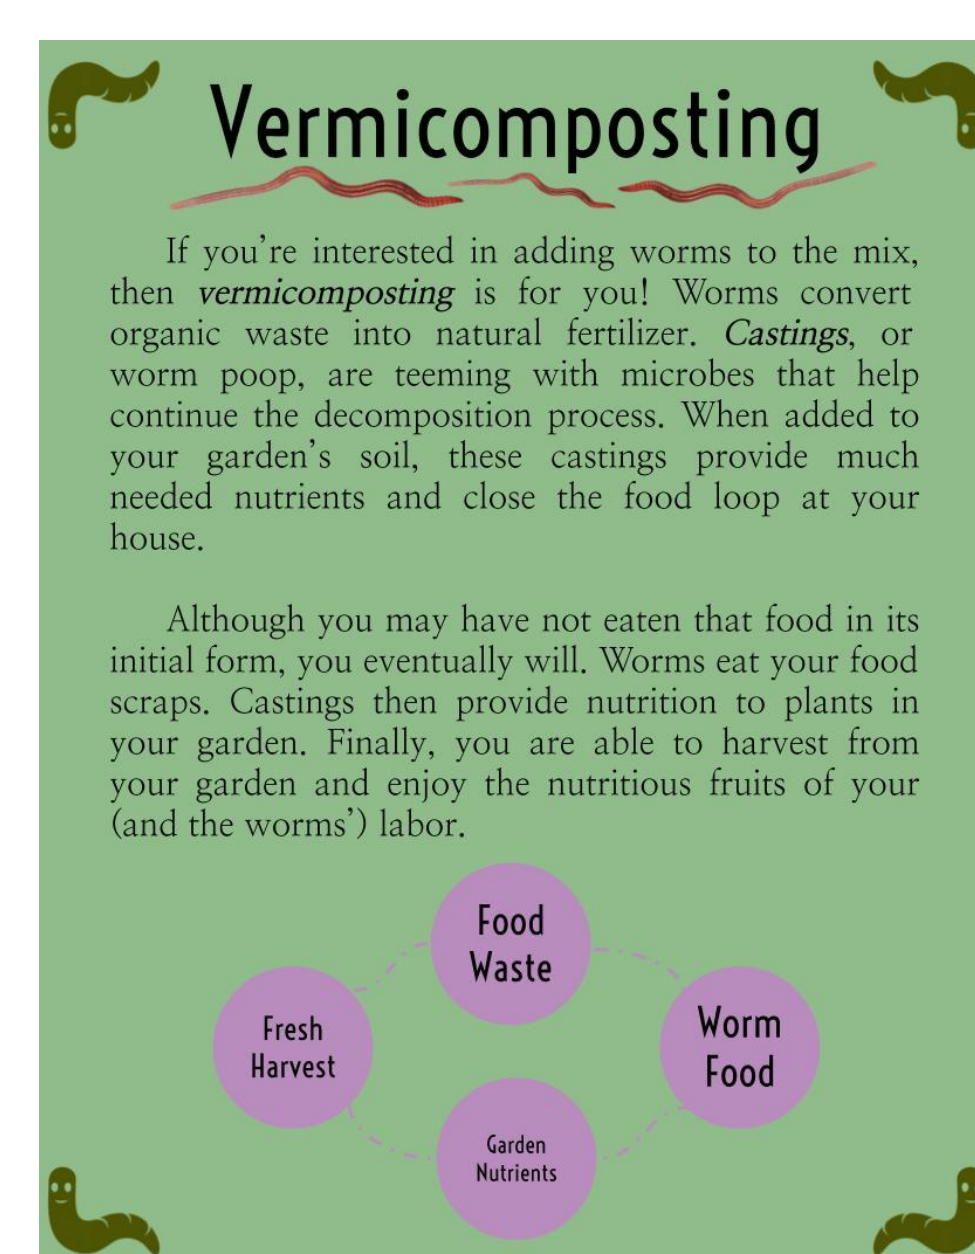 Vermicomposting
If you're interested in adding worms to the mix,
then vermicomposting is for you! Worms convert
organic waste into natural fertilizer. Castings, or
worm poop, are teeming with microbes that help
continue the decomposition process. When added to
your garden's soil, these castings provide much
needed nutrients and close the food loop at your
house.
Although you may have not eaten that food in its
initial form, you eventually will. Worms eat your food
scraps. Castings then provide nutrition to plants in
your garden. Finally, you are able to harvest from
your garden and enjoy the nutritious fruits of your
(and the worms') labor.
Food
Waste
Worm
Food
Garden
Nutrients
Fresh
Harvest